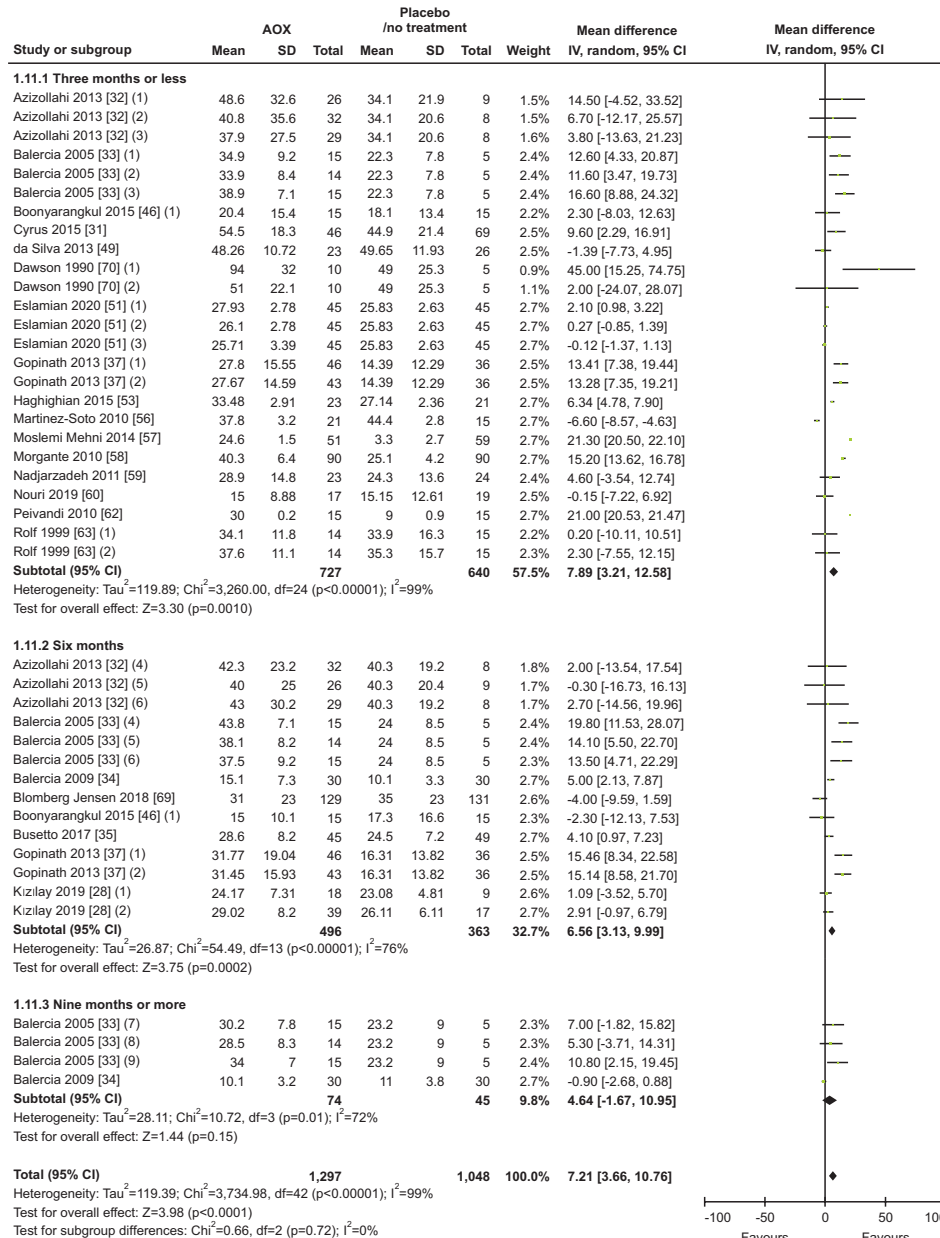 AOX Placebo /no treatment Mean difference Mean difference
Study or subgroup Mean SD Total Mean SD Total Weight IV, random, 95% CI IV, random, 95% CI
1.11.1 Three months or less
Azizollahi 2013 [32] (1) 48.6 32.6 26 34.1 21.9 9 1.5% 14.50 [-4.52, 33.52]
Azizollahi 2013 [32] (2) 40.8 35.6 32 34.1 20.6 8 1.5% 6.70 [-12.17, 25.57]
Azizollahi 2013 [32] (3) 37.9 27.5 29 34.1 20.6 8 1.6% 3.80 [-13.63, 21.23]
Balercia 2005 [33] (1) 34.9 9.2 15 22.3 7.8 5 2.4% 12.60 [4.33, 20.87]
Balercia 2005 [33] (2) 33.9 8.4 14 22.3 7.8 5 2.4% 11.60 [3.47, 19.73]
Balercia 2005 [33] (3) 38.9 7.1 15 22.3 7.8 5 2.4% 16.60 [8.88, 24.32]
Boonyarangkul 2015 [46] (1) 20.4 15.4 15 18.1 13.4 15 2.2% 2.30 [-8.03, 12.63]
Cyrus 2015 [31] 54.5 18.3 46 44.9 21.4 69 2.4% 9.60 [2.29, 16.91]
da Silva 2013 [49] 48.26 10.72 23 49.65 11.93 26 2.5% -1.39 [-7.73, 4.95]
Dawson 1990 [70] (1) 94 32 10 49 25.3 5 0.9% 45.00 [15.25, 74.75]
Dawson 1990 [70] (2) 51 22.1 10 49 25.3 5 1.1% 2.00 [-24.07, 28.07]
Eslamian 2020 [51] (1) 27.93 2.78 45 25.83 2.63 45 2.7% 2.10 [0.98, 3.22]
Eslamian 2020 [51] (2) 26.1 2.78 45 25.83 2.63 45 2.7% 0.27 [-0.85, 1.39]
Eslamian 2020 [51] (3) 25.71 3.39 45 25.83 2.63 45 2.7% -0.12 [-1.37, 1.13]
Gopinath 2013 [37] (1) 27.8 15.55 46 14.39 12.29 36 2.5% 13.41 [7.38, 19.44]
Gopinath 2013 [37] (2) 27.67 14.59 43 14.39 12.29 36 2.5% 13.28 [7.35, 19.21]
Haghighian 2015 [53] 33.48 2.91 23 27.14 2.36 21 2.7% 6.34 [4.78, 7.90]
Martinez-Soto 2010 [56] 37.8 3.2 21 44.4 2.8 15 2.7% -6.60 [-8.57, -4.63]
Moslemi Mehni 2014 [57] 24.6 1.5 51 3.3 2.7 59 2.7% 21.30 [20.50, 22.10]
Morgante 2010 [58] 40.3 6.4 90 25.1 4.2 90 2.7% 15.20 [13.62, 16.78]
Nadjarzadeh 2011 [59] 28.9 14.8 23 24.3 13.6 24 2.4% 4.60 [-3.54, 12.74]
Nouri 2019 [60] 15 8.88 17 15.15 12.61 19 2.5% -0.15 [-7.22, 6.92]
Peivandi 2010 [62] 30 0.2 15 9 0.9 15 2.7% 21.00 [20.53, 21.47]
Rolf 1999 [63] (1) 34.1 11.8 14 33.9 16.3 15 2.2% 0.20 [-10.11, 10.51]
Rolf 1999 [63] (2) 37.6 11.1 14 35.3 15.7 15 2.3% 2.30 [-7.55, 12.15]
Subtotal (95% CI) 727 640 57.5% 7.89 [3.21, 12.58]
Heterogeneity: Tau²=119.89; Chi²=3,260.00, df=24 (p<0.00001); I²=99%
Test for overall effect: Z=3.30 (p=0.0010)
1.11.2 Six months
Azizollahi 2013 [32] (4) 42.3 23.2 32 40.3 19.2 8 1.8% 2.00 [-13.54, 17.54]
Azizollahi 2013 [32] (5) 40 25 26 40.3 20.4 9 1.7% -0.30 [-16.73, 16.13]
Azizollahi 2013 [32] (6) 43 30.2 29 40.3 19.2 8 1.6% 2.70 [-14.56, 19.96]
Balercia 2005 [33] (4) 43.8 7.1 15 24 8.5 5 2.4% 19.80 [11.53, 28.07]
Balercia 2005 [33] (5) 38.1 8.2 14 24 8.5 5 2.4% 14.10 [5.50, 22.70]
Balercia 2005 [33] (6) 37.5 9.2 15 24 8.5 5 2.3% 13.50 [4.71, 22.29]
Balercia 2009 [34] 15.1 7.3 30 10.1 3.3 30 2.7% 5.00 [2.13, 7.87]
Blomberg Jensen 2018 [69] 31 23 129 35 23 131 2.6% -4.00 [-9.59, 1.59]
Boonyarangkul 2015 [46] (1) 15 10.1 15 17.3 16.6 15 2.3% -2.30 [-12.13, 7.53]
Busetto 2017 [35] 28.6 8.2 45 24.5 7.2 49 2.7% 4.10 [0.97, 7.23]
Gopinath 2013 [37] (1) 31.77 19.04 46 16.31 13.82 36 2.5% 15.46 [8.34, 22.58]
Gopinath 2013 [37] (2) 31.45 15.93 43 16.31 13.82 36 2.5% 15.14 [8.58, 21.70]
Kızılay 2019 [28] (1) 24.17 7.31 18 23.08 4.81 9 2.6% 1.09 [-3.52, 5.70]
Kızılay 2019 [28] (2) 29.02 8.2 39 26.11 6.11 17 2.7% 2.91 [-0.97, 6.79]
Subtotal (95% CI) 496 363 32.7% 6.56 [3.13, 9.99]
Heterogeneity: Tau²=26.87; Chi²=54.49, df=13 (p<0.00001); I²=76%
Test for overall effect: Z=3.75 (p=0.0002)
1.11.3 Nine months or more
Balercia 2005 [33] (7) 30.2 7.8 15 23.2 9 5 2.3% 7.00 [-1.82, 15.82]
Balercia 2005 [33] (8) 28.5 8.3 14 23.2 9 5 2.3% 5.30 [-3.71, 14.31]
Balercia 2005 [33] (9) 34 7 15 23.2 9 5 2.4% 10.80 [2.15, 19.45]
Balercia 2009 [34] 10.1 3.2 30 11 3.8 30 2.7% -0.90 [-2.68, 0.88]
Subtotal (95% CI) 74 45 9.8% 4.64 [-1.67, 10.95]
Heterogeneity: Tau²=28.11; Chi²=10.72, df=3 (p=0.01); I²=72%
Test for overall effect: Z=1.44 (p=0.15)
Total (95% CI) 1,297 1,048 100.0% 7.21 [3.66, 10.76]
Heterogeneity: Tau²=119.39; Chi²=3,734.98, df=42 (p<0.00001); I²=99%
Test for overall effect: Z=3.98 (p<0.0001)
Test for subgroup differences: Chi²=0.66, df=2 (p=0.72); I²=0%
-100 -50 0 50 100
Favours Favours